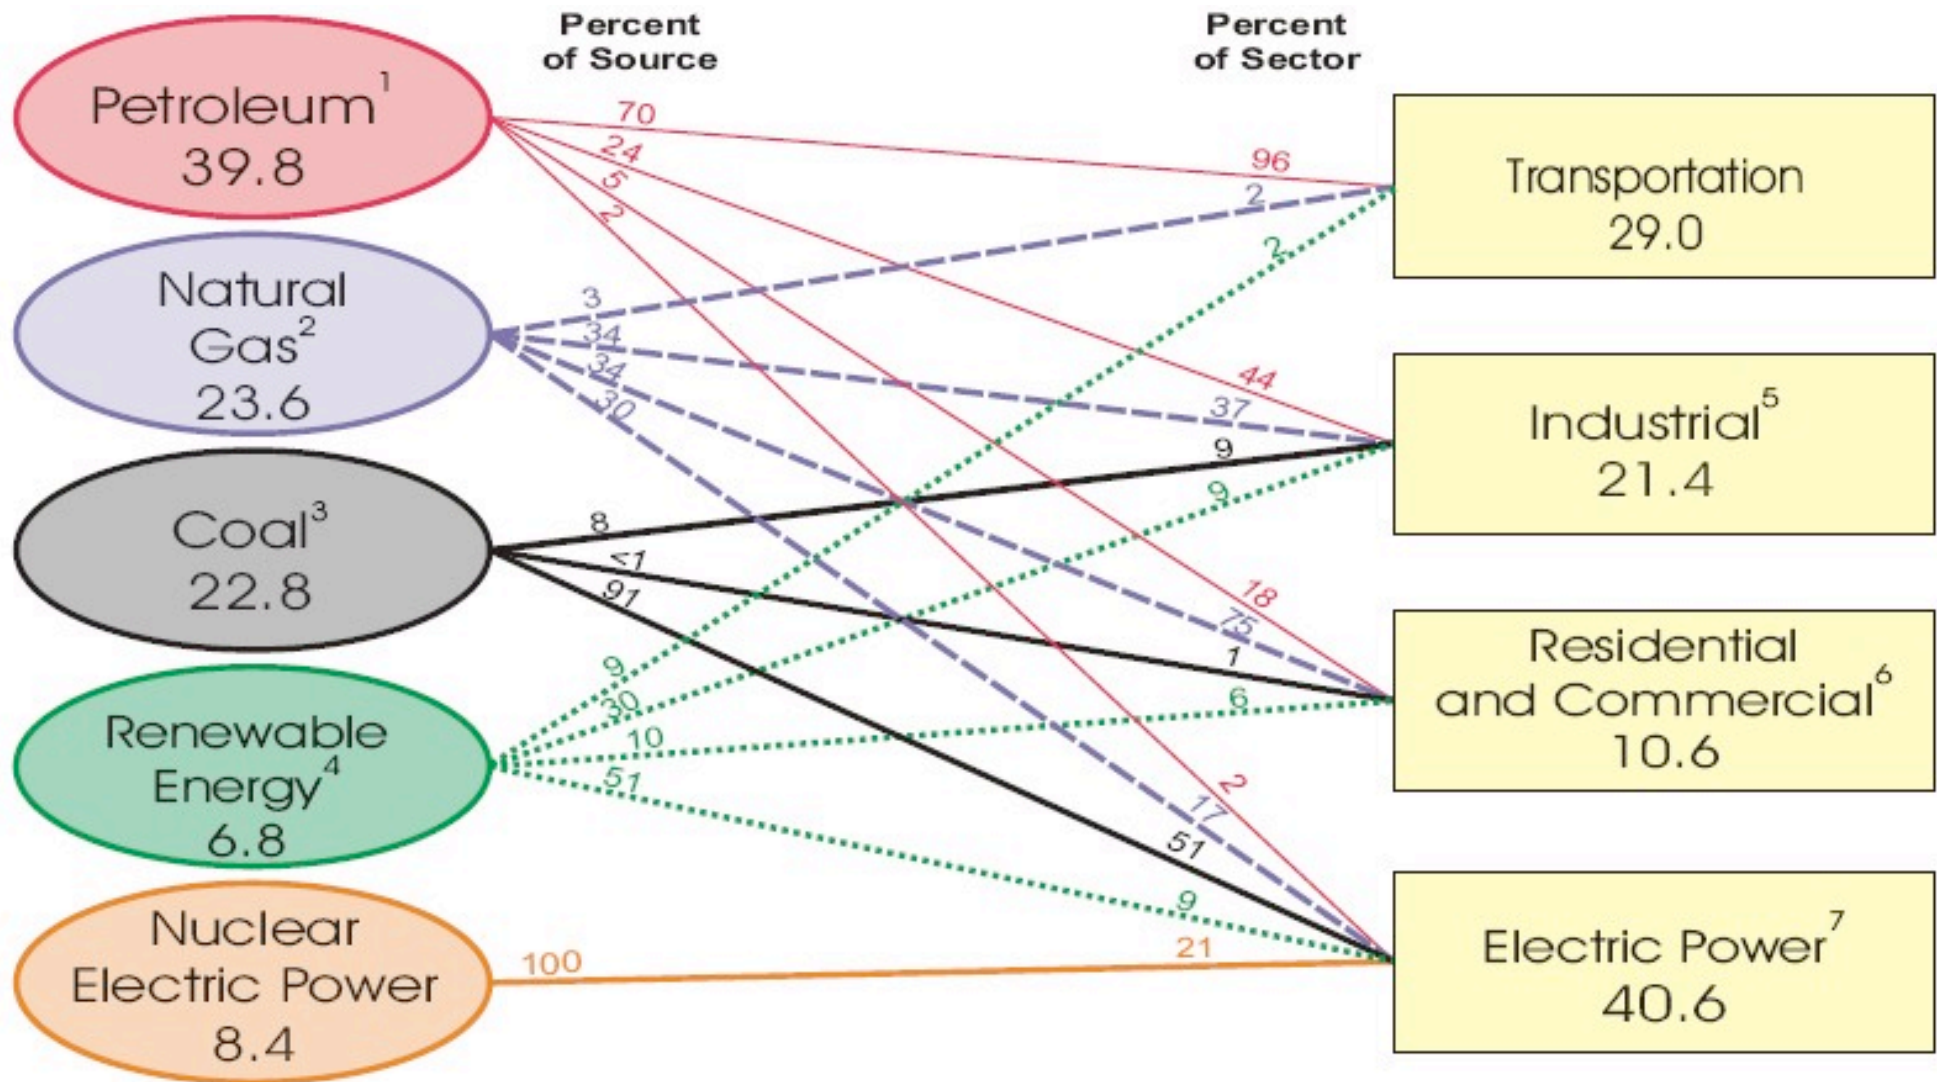 Percent
of Source
Percent
of Sector
Petroleum¹
39.8
Natural
Gas²
23.6
Coal³
22.8
Renewable
Energy⁴
6.8
Nuclear
Electric Power
8.4
70
24
5
2
3
34
34
30
8
<1
91
9
30
10
51
100
96
2
2
44
37
9
9
18
75
1
6
2
17
51
9
21
Transportation
29.0
Industrial⁵
21.4
Residential
and Commercial⁶
10.6
Electric Power⁷
40.6